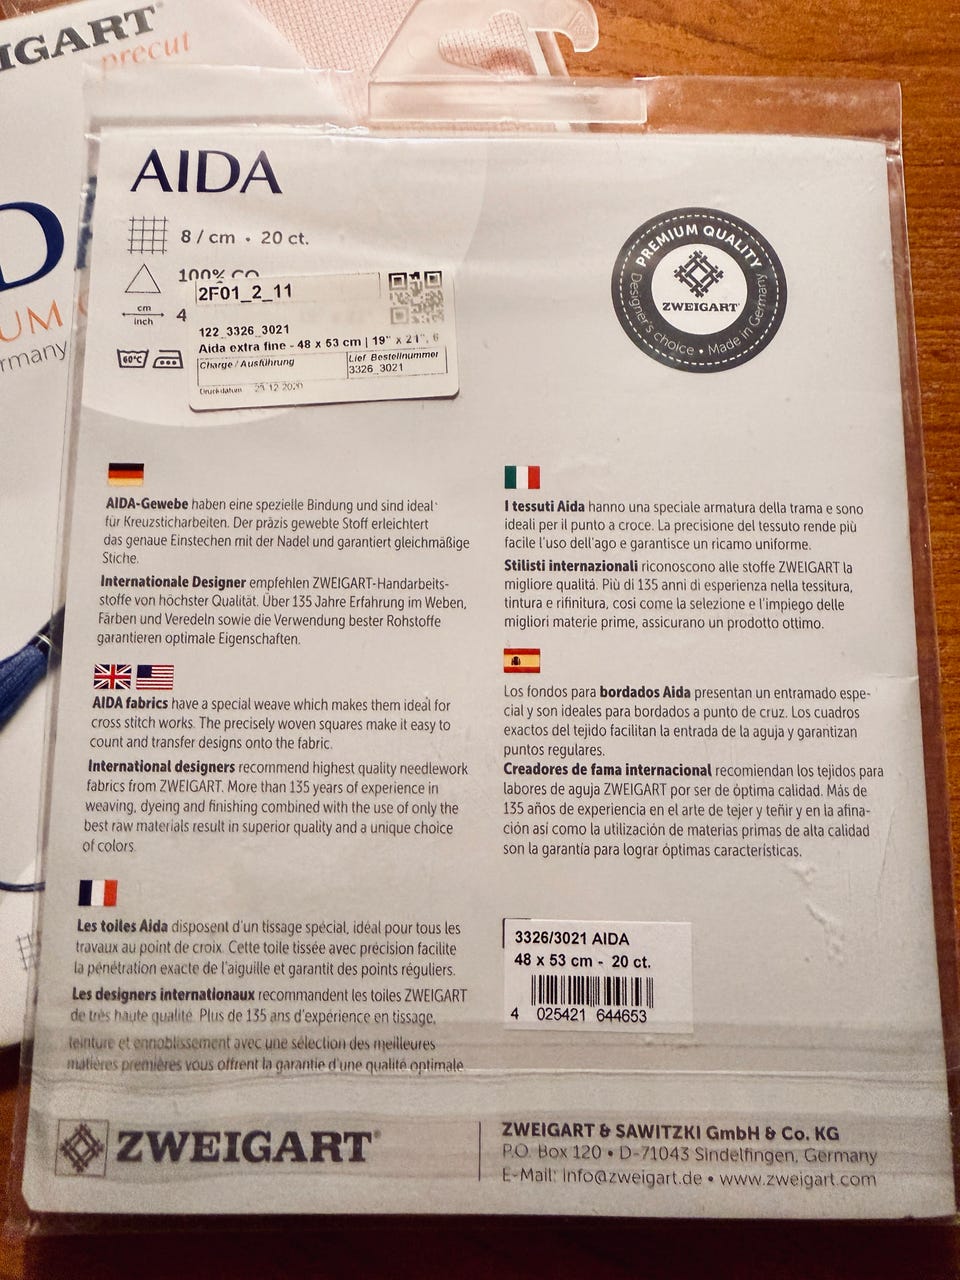 IGART®
precut
D
UM
rmany
AIDA
8 / cm • 20 ct.
100% CO
cm
inch
4
60°C
2F01_2_11
122_3326_3021
Aida extra fine - 48 x 53 cm | 19" x 21", 6
Charge / Ausführung
Lief Bestellnummer
3326_3021
Druckdatum 23.12.2020
PREMIUM QUALITY
ZWEIGART®
Designer's choice • Made in Germany
AIDA-Gewebe haben eine spezielle Bindung und sind ideal
für Kreuzsticharbeiten. Der präzis gewebte Stoff erleichtert
das genaue Einstechen mit der Nadel und garantiert gleichmäßige
Stiche.
Internationale Designer empfehlen ZWEIGART-Handarbeits-
stoffe von höchster Qualität. Über 135 Jahre Erfahrung im Weben,
Färben und Veredeln sowie die Verwendung bester Rohstoffe
garantieren optimale Eigenschaften.
AIDA fabrics have a special weave which makes them ideal for
cross stitch works. The precisely woven squares make it easy to
count and transfer designs onto the fabric.
International designers recommend highest quality needlework
fabrics from ZWEIGART. More than 135 years of experience in
weaving, dyeing and finishing combined with the use of only the
best raw materials result in superior quality and a unique choice
of colors.
Les toiles Aida disposent d'un tissage spécial, idéal pour tous les
travaux au point de croix. Cette toile tissée avec précision facilite
la pénétration exacte de l'aiguille et garantit des points réguliers.
Les designers internationaux recommandent les toiles ZWEIGART
de très haute qualité. Plus de 135 ans d'expérience en tissage,
teinture et ennoblissement avec une sélection des meilleures
matières premières vous offrent la garantie d'une qualité optimale
I tessuti Aida hanno una speciale armatura della trama e sono
ideali per il punto a croce. La precisione del tessuto rende più
facile l'uso dell'ago e garantisce un ricamo uniforme.
Stilisti internazionali riconoscono alle stoffe ZWEIGART la
migliore qualitá. Più di 135 anni di esperienza nella tessitura,
tintura e rifinitura, cosi come la selezione e l'impiego delle
migliori materie prime, assicurano un prodotto ottimo.
Los fondos para bordados Aida presentan un entramado espe-
cial y son ideales para bordados a punto de cruz. Los cuadros
exactos del tejido facilitan la entrada de la aguja y garantizan
puntos regulares.
Creadores de fama internacional recomiendan los tejidos para
labores de aguja ZWEIGART por ser de óptima calidad. Más de
135 años de experiencia en el arte de tejer y teñir y en la afina-
ción así como la utilización de materias primas de alta calidad
son la garantía para lograr óptimas características.
3326/3021 AIDA
48 x 53 cm - 20 ct.
4 025421 644653
ZWEIGART®
ZWEIGART & SAWITZKI GmbH & Co. KG
P.O. Box 120 • D-71043 Sindelfingen, Germany
E-Mail: info@zweigart.de • www.zweigart.com